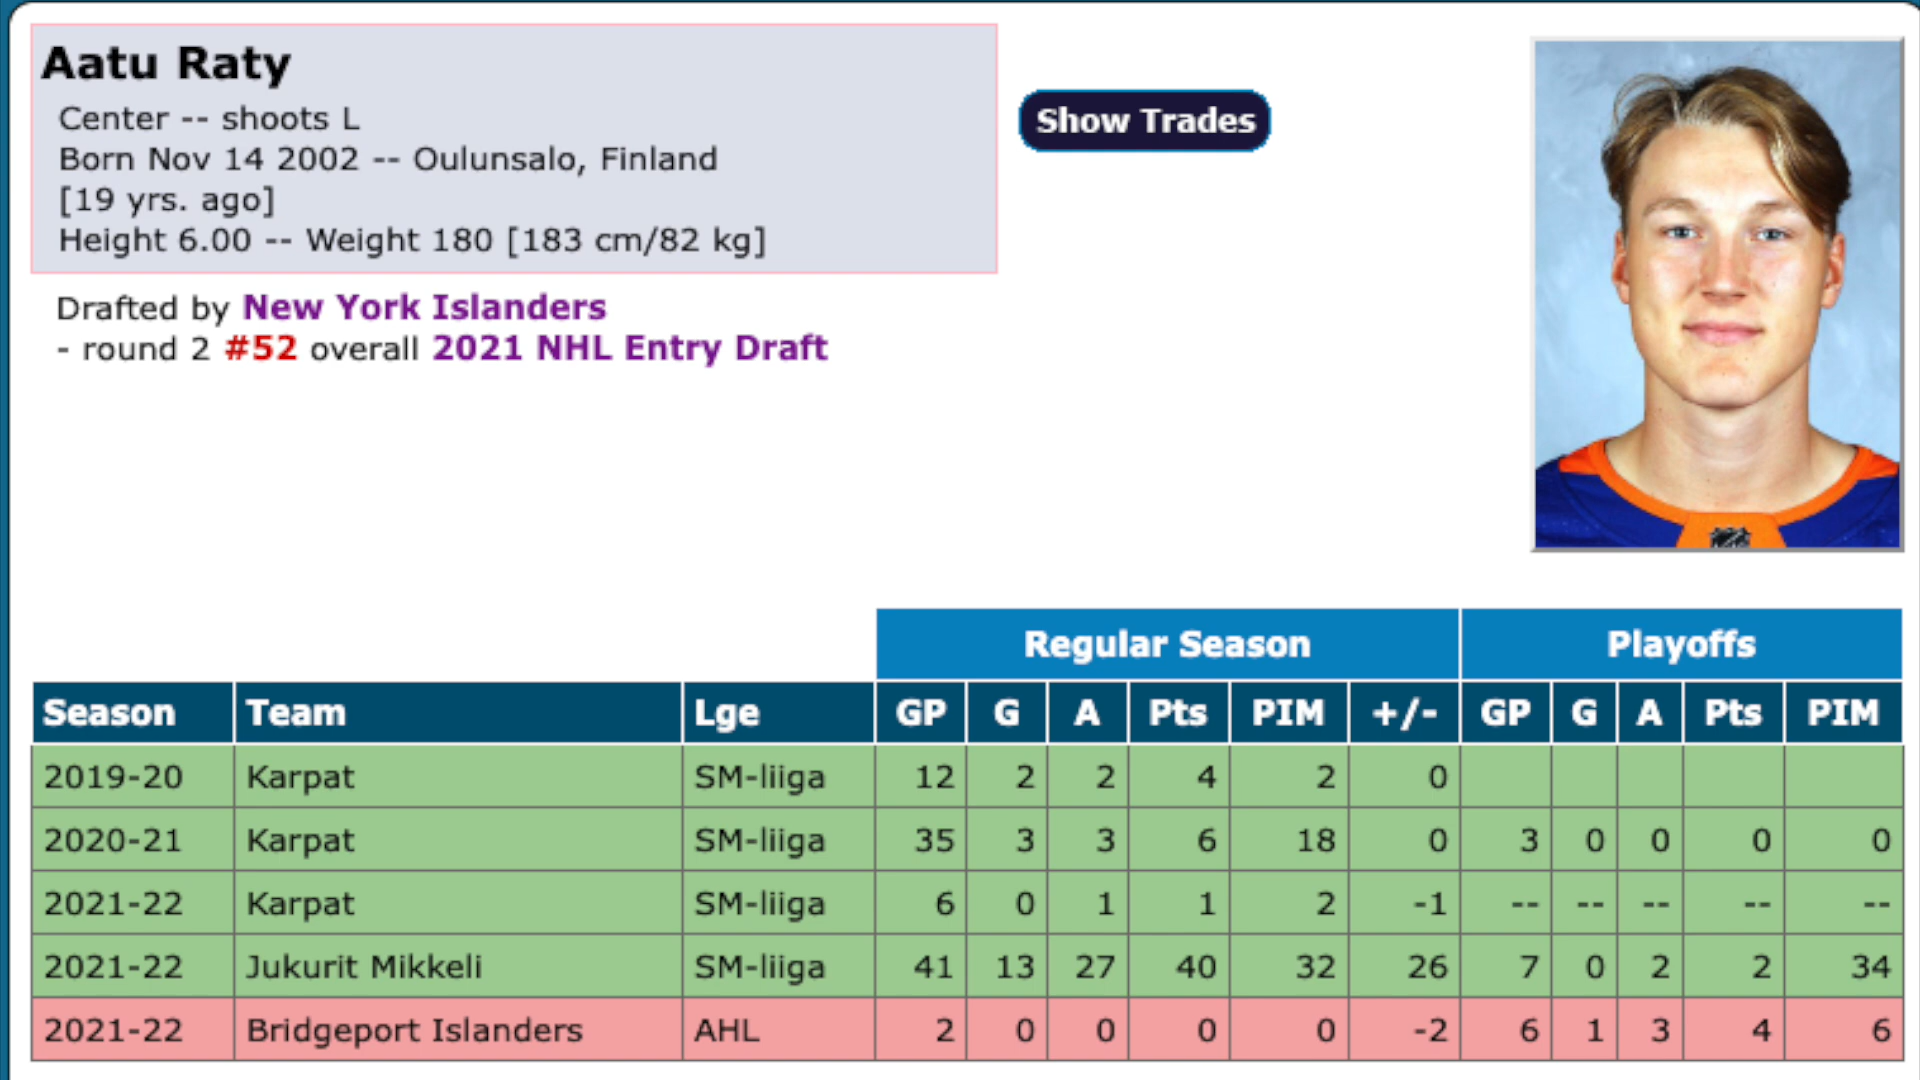 Aatu Raty
Center -- shoots L
Born Nov 14 2002 -- Oulunsalo, Finland
[19 yrs. ago]
Height 6.00 -- Weight 180 [183 cm/82 kg]
Show Trades
Drafted by New York Islanders
- round 2 #52 overall 2021 NHL Entry Draft
Regular Season Playoffs
Season Team Lge GP G A Pts PIM +/- GP G A Pts PIM
2019-20 Karpat SM-liiga 12 2 2 4 2 0
2020-21 Karpat SM-liiga 35 3 3 6 18 0 3 0 0 0 0
2021-22 Karpat SM-liiga 6 0 1 1 2 -1 -- -- -- -- --
2021-22 Jukurit Mikkeli SM-liiga 41 13 27 40 32 26 7 0 2 2 34
2021-22 Bridgeport Islanders AHL 2 0 0 0 0 -2 6 1 3 4 6